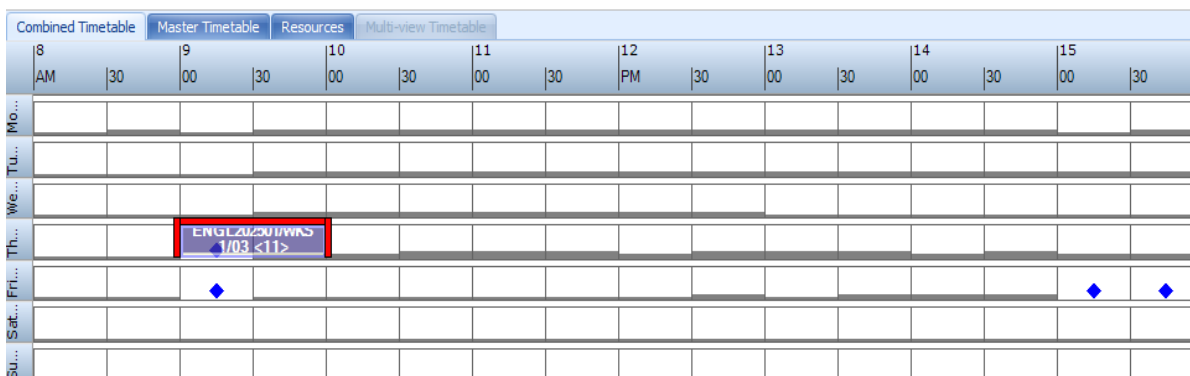 Combined Timetable Master Timetable Resources Multi-view Timetable
8 9 10 11 12 13 14 15
AM 30 00 30 00 30 00 30 PM 30 00 30 00 30 00 30
Mo...
Tu...
We...
Th...
ENGL202501/WKS
1/03 <11>
Fri...
Sat...
Su...